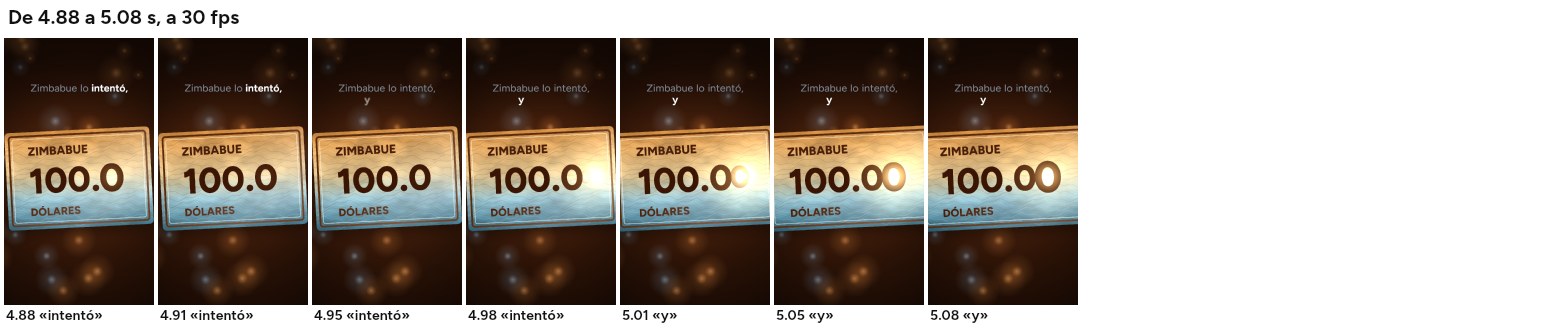 De 4.88 a 5.08 s, a 30 fps
Zimbabue lo intentó,
ZIMBABUE
100.0
DÓLARES
4.88 «intentó»
Zimbabue lo intentó,
ZIMBABUE
100.0
DÓLARES
4.91 «intentó»
Zimbabue lo intentó,
y
ZIMBABUE
100.0
DÓLARES
4.95 «intentó»
Zimbabue lo intentó,
y
ZIMBABUE
100.0
DÓLARES
4.98 «intentó»
Zimbabue lo intentó,
y
ZIMBABUE
100.00
DÓLARES
5.01 «y»
Zimbabue lo intentó,
y
ZIMBABUE
100.00
DÓLARES
5.05 «y»
Zimbabue lo intentó,
y
ZIMBABUE
100.00
DÓLARES
5.08 «y»